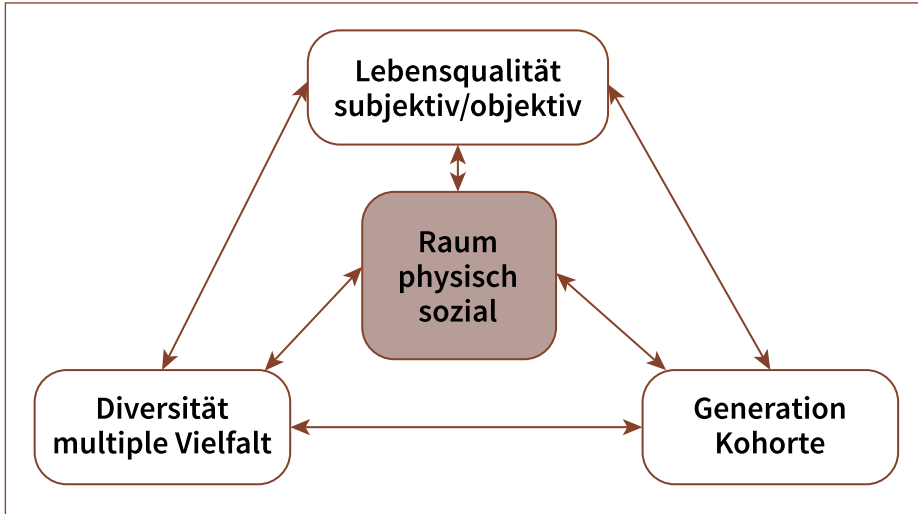 Lebensqualität
subjektiv/objektiv
Raum
physisch
sozial
Diversität
multiple Vielfalt
Generation
Kohorte